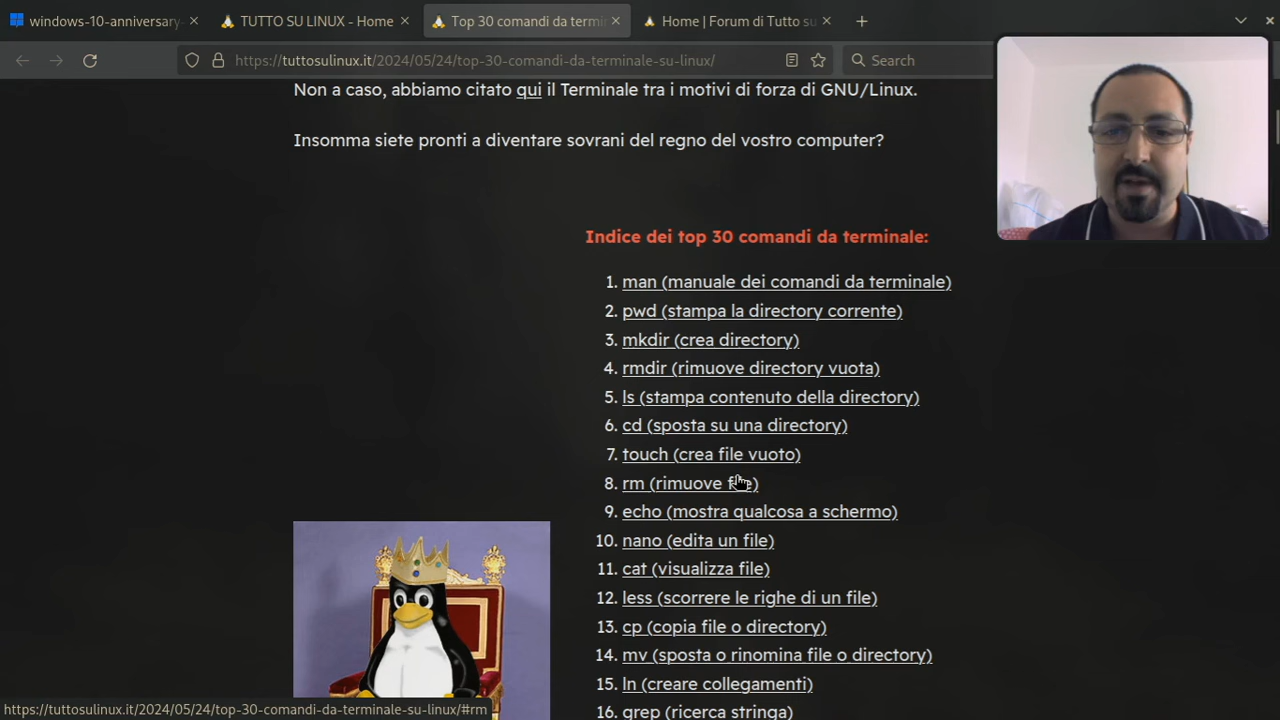 windows-10-anniversary
TUTTO SU LINUX - Home
Top 30 comandi da termi
Home | Forum di Tutto su
https://tuttosulinux.it/2024/05/24/top-30-comandi-da-terminale-su-linux/
Search
Non a caso, abbiamo citato qui il Terminale tra i motivi di forza di GNU/Linux.
Insomma siete pronti a diventare sovrani del regno del vostro computer?
Indice dei top 30 comandi da terminale:
1. man (manuale dei comandi da terminale)
2. pwd (stampa la directory corrente)
3. mkdir (crea directory)
4. rmdir (rimuove directory vuota)
5. ls (stampa contenuto della directory)
6. cd (sposta su una directory)
7. touch (crea file vuoto)
8. rm (rimuove file)
9. echo (mostra qualcosa a schermo)
10. nano (edita un file)
11. cat (visualizza file)
12. less (scorrere le righe di un file)
13. cp (copia file o directory)
14. mv (sposta o rinomina file o directory)
15. ln (creare collegamenti)
16. grep (ricerca stringa)
https://tuttosulinux.it/2024/05/24/top-30-comandi-da-terminale-su-linux/#rm